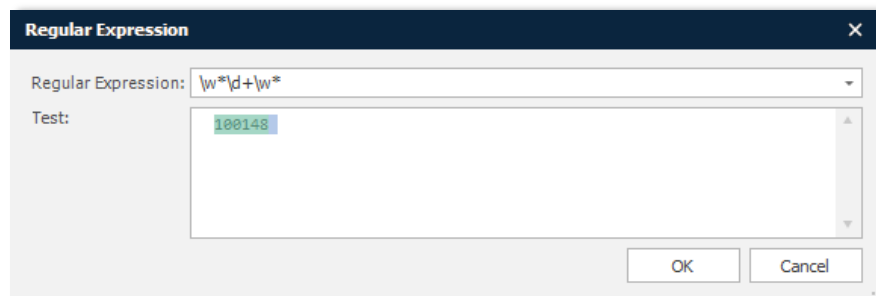 Regular Expression
Regular Expression: \w*\d+\w*
Test:
100148
OK Cancel